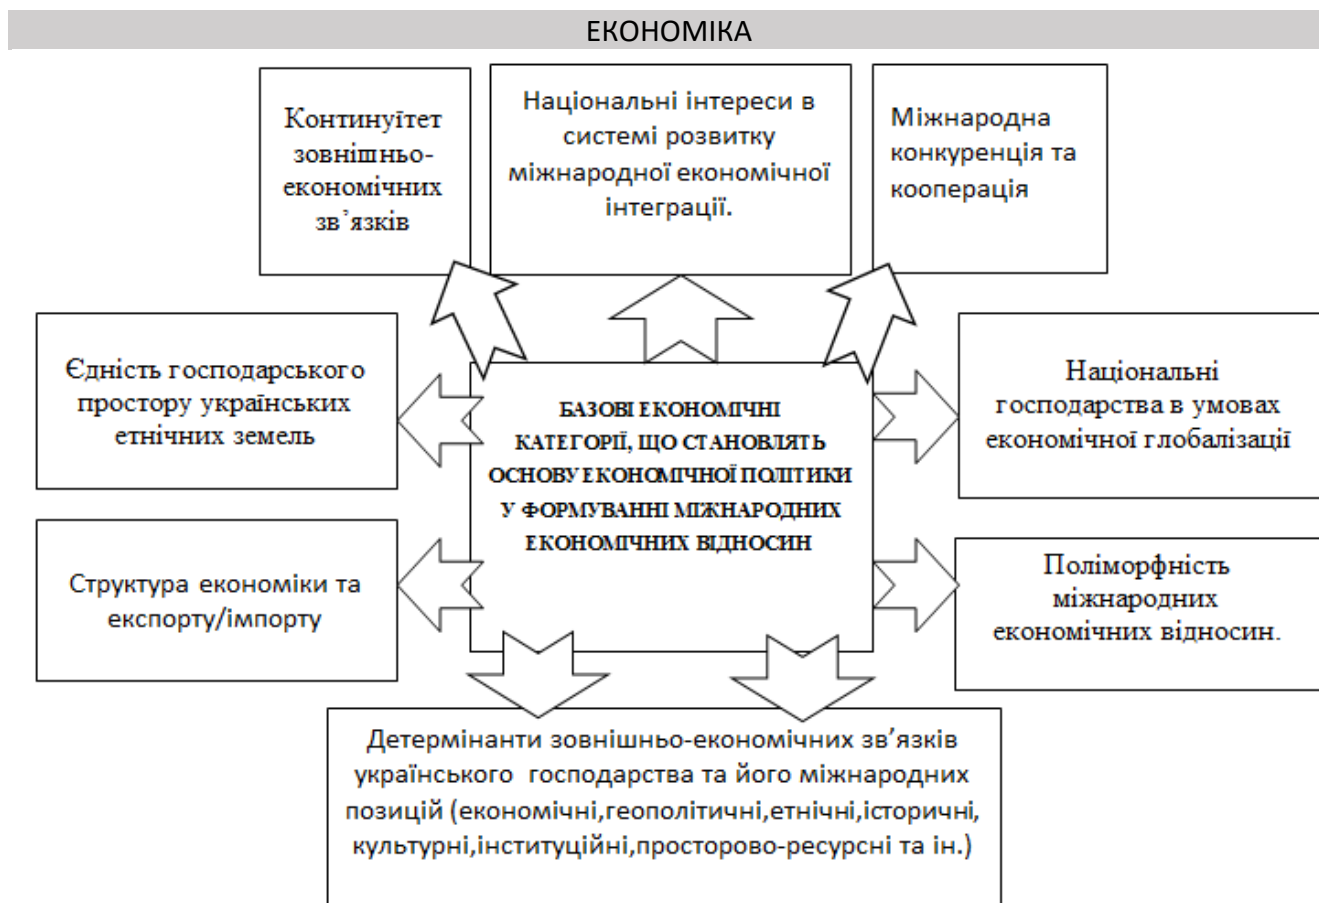 ЕКОНОМІКА
Континуїтет
зовнішньо-
економічних
зв’язків
Національні інтереси в
системі розвитку
міжнародної економічної
інтеграції.
Міжнародна
конкуренція та
кооперація
Єдність господарського
простору українських
етнічних земель
БАЗОВІ ЕКОНОМІЧНІ
КАТЕГОРІЇ, ЩО СТАНОВЛЯТЬ
ОСНОВУ ЕКОНОМІЧНОЇ ПОЛІТИКИ
У ФОРМУВАННІ МІЖНАРОДНИХ
ЕКОНОМІЧНИХ ВІДНОСИН
Національні
господарства в умовах
економічної глобалізації
Структура економіки та
експорту/імпорту
Поліморфність
міжнародних
економічних відносин.
Детермінанти зовнішньо-економічних зв’язків
українського господарства та його міжнародних
позицій (економічні,геополітичні,етнічні,історичні,
культурні,інституційні,просторово-ресурсні та ін.)